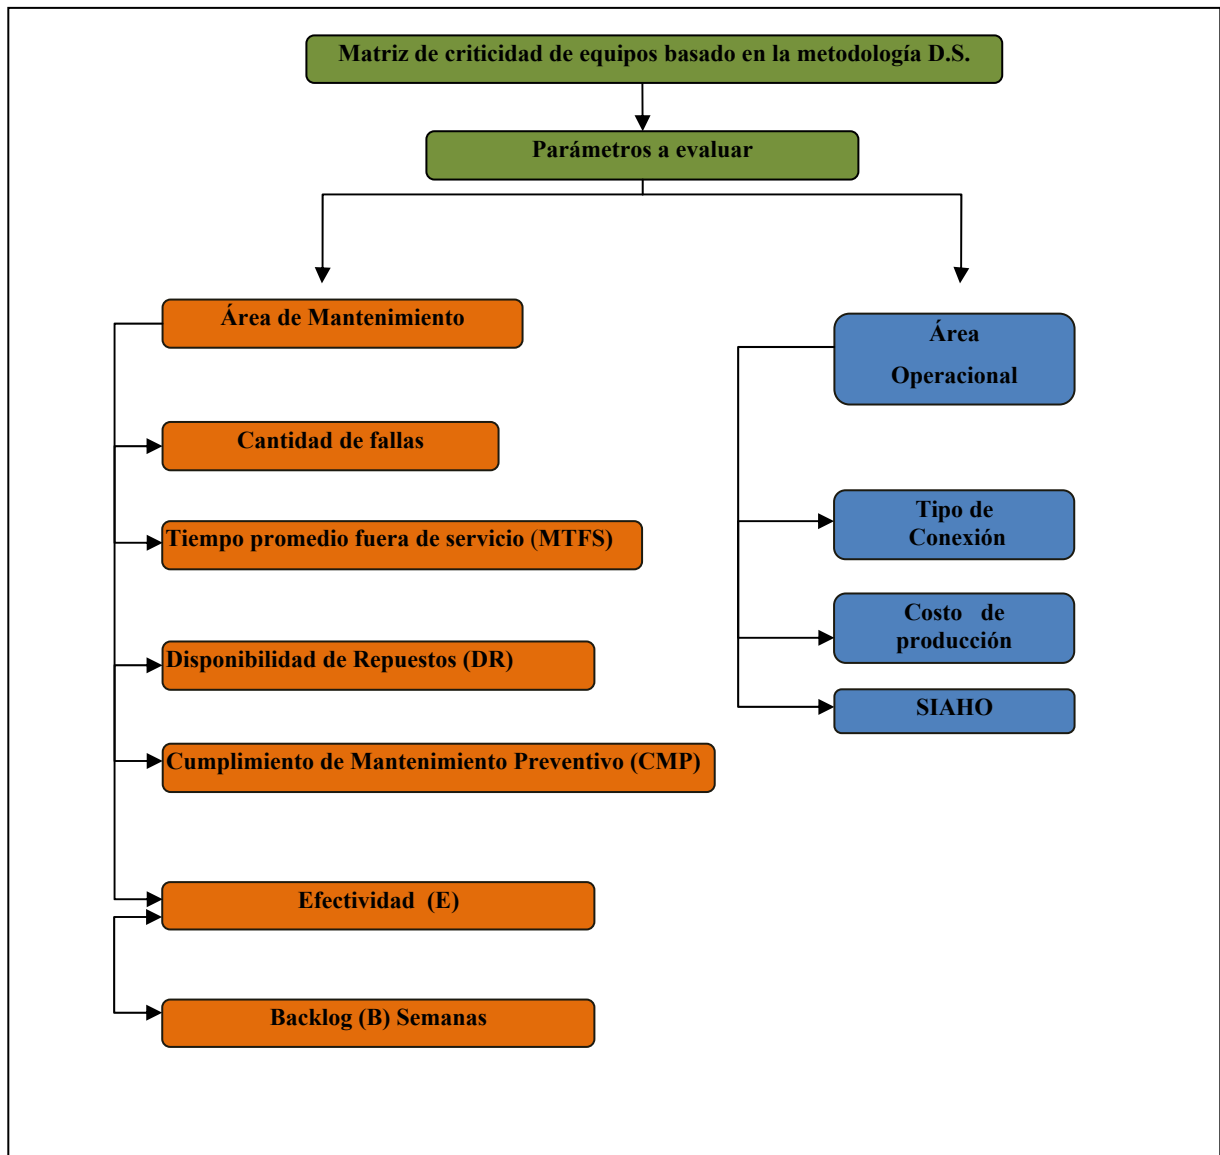 Matriz de criticidad de equipos basado en la metodología D.S.
Parámetros a evaluar
Área de Mantenimiento
Cantidad de fallas
Tiempo promedio fuera de servicio (MTFS)
Disponibilidad de Repuestos (DR)
Cumplimiento de Mantenimiento Preventivo (CMP)
Efectividad (E)
Backlog (B) Semanas
Área
Operacional
Tipo de
Conexión
Costo de
producción
SIAHO